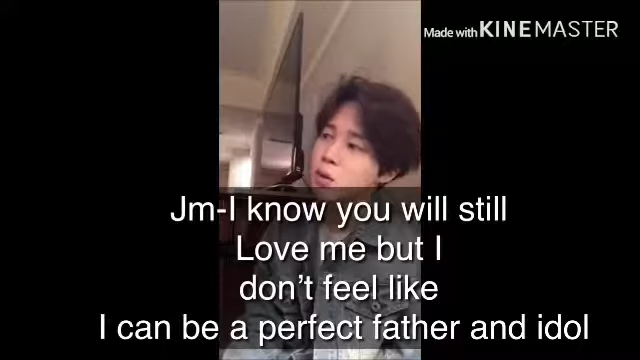 Made with KINEMASTER
Jm-I know you will still
Love me but I
don't feel like
I can be a perfect father and idol